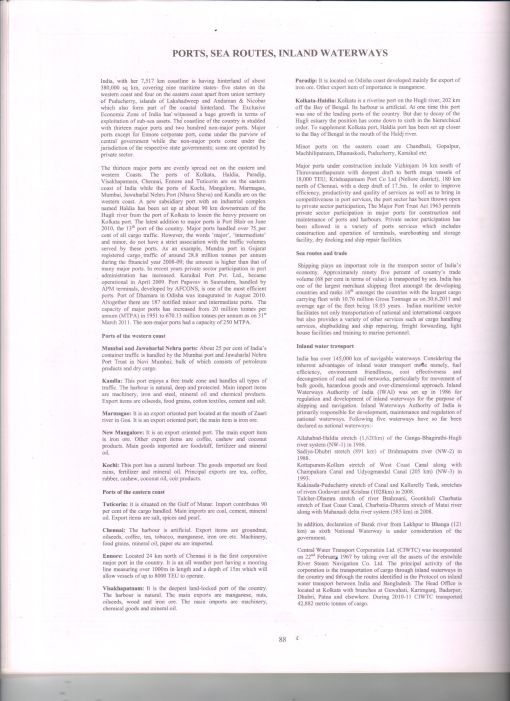 PORTS, SEA ROUTES, INLAND WATERWAYS
India, with her 7,517 km coastline is having hinterland of about
380,000 sq km, covering nine maritime states- five states on the
western coast and four on the eastern coast apart from union territory
of Puducherry, islands of Lakshadweep and Andaman & Nicobar
which also form part of the coastal hinterland. The Exclusive
Economic Zone of India has witnessed a huge growth in terms of
exploitation of sub-sea assets. The coastline of the country is studded
with thirteen major ports and two hundred non-major ports. Major
ports except for Ennore corporate port, come under the purview of
central government while the non-major ports come under the
jurisdiction of the respective state governments; some are operated by
private sector.
The thirteen major ports are evenly spread out on the eastern and
western Coasts. The ports of Kolkata, Haldia, Paradip,
Visakhapatnam, Chennai, Ennore and Tuticorin are on the eastern
coast of India while the ports of Kochi, Mangalore, Marmagao,
Mumbai, Jawaharlal Nehru Port (Nhava Sheva) and Kandla are on the
western coast. A new subsidiary port with an industrial complex
named Haldia has been set up at about 90 km downstream of the
Hugli river from the port of Kolkata to lessen the heavy pressure on
Kolkata port. The latest addition to major ports is Port Blair on June
2010, the 13th port of the country. Major ports handled over 75 per
cent of all cargo traffic. However, the words 'major', 'intermediate'
and minor, do not have a strict association with the traffic volumes
served by these ports. As an example, Mundra port in Gujarat
registered cargo traffic of around 28.8 million tonnes per annum
during the financial year 2008-09; the amount is higher than that of
many major ports. In recent years private sector participation in port
administration has increased. Karaikal Port Pvt. Ltd., became
operational in April 2009. Port Papavov in Saurashtra, handled by
APM terminals, developed by AFCONS, is one of the most efficient
ports. Port of Dhamara in Odisha was inaugurated in August 2010.
Altogether there are 187 notified minor and intermediate ports. The
capacity of major ports has increased from 20 million tonnes per
annum (MTPA) in 1951 to 670.13 million tonnes per annum as on 31st
March 2011. The non-major ports had a capacity of 250 MTPA.
Ports of the western coast
Mumbai and Jawaharlal Nehru ports: About 25 per cent of India's
container traffic is handled by the Mumbai port and Jawaharlal Nehru
Port Trust in Navi Mumbai; bulk of which consists of petroleum
products and dry cargo.
Kandla: This port enjoys a free trade zone and handles all types of
traffic. The harbour is natural, deep and protected. Main import items
are machinery, iron and steel, mineral oil and chemical products.
Export items are oilseeds, food grains, cotton textiles, cement and salt.
Marmagao: It is an export oriented port located at the mouth of Zuari
river in Goa. It is an export oriented port; the main item is iron ore.
New Mangalore: It is an export oriented port. The main export item
is iron ore. Other export items are coffee, cashew and coconut
products. Main goods imported are foodstuff, fertilizer and mineral
oil.
Kochi: This port has a natural harbour. The goods imported are food
mains; fertilizer and mineral oil. Principal exports are tea, coffee,
rubber, cashew, coconut oil, coir products.
Ports of the eastern coast
Tuticorin: it is situated on the Gulf of Manar. Import contributes 90
per cent of the cargo handled. Main imports are coal, cement, mineral
oil. Export items are salt, spices and pearl.
Chennai: The harbour is artificial. Export items are groundnut,
oilseeds, coffee, tea, tobacco, manganese, iron ore etc. Machinery,
food grains, mineral oil, paper etc are imported.
Ennore: Located 24 km north of Chennai it is the first corporative
major port in the country. It is an all weather port having a mooring
line measuring over 1000m in length and a depth of 15m which will
allow vessels of up to 8000 TEU to operate.
Visakhapatnam: It is the deepest land-locked port of the country.
The harbour is natural. The main exports are manganese, nuts,
oilseeds, wood and iron ore. The main imports are machinery,
chemical goods and mineral oil.
Paradip: It is located on Odisha coast developed mainly for export of
iron ore. Other export item of importance is manganese.
Kolkata-Haldia: Kolkata is a riverine port on the Hugli river, 202 km
off the Bay of Bengal. Its harbour is artificial. At one time this port
was one of the leading ports of the country. But due to decay of the
Hugli estuary the position has come down to sixth in the hierarchical
order. To supplement Kolkata port, Haldia port has been set up closer
to the Bay of Bengal in the mouth of the Haldi river.
Minor ports on the eastern coast are Chandbali, Gopalpur,
Machhilipatnam, Dhanuskodi, Puducherry, Karaikal etc.
Major ports under construction include Vizhinjam 16 km south of
Thiruvananthapuram with deepest draft to berth mega vessels of
18,000 TEU; Krishnapatnam Port Co Ltd (Nellore district), 180 km
north of Chennai, with a deep draft of 17.5m. In order to improve
efficiency, productivity and quality of services as well as to bring in
competitiveness in port services, the port sector has been thrown open
to private sector participation. The Major Port Trust Act 1963 permits
private sector participation in major ports for construction and
maintenance of ports and harbours. Private sector participation has
been allowed in a variety of ports services which includes
construction and operation of terminals, warehousing and storage
facility, dry docking and ship repair facilities.
Sea routes and trade
Shipping plays an important role in the transport sector of India's
economy. Approximately ninety five percent of country's trade
volume (68 per cent in terms of value) is transported by sea. India has
one of the largest merchant shipping fleet amongst the developing
countries and ranks 16th amongst the countries with the largest cargo
carrying fleet with 10.76 million Gross Tonnage as on.30.6.2011 and
average age of the fleet being 18.03 years. Indian maritime sector
facilitates not only transportation of national and international cargoes
but also provides a variety of other services such as cargo handling
services, shipbuilding and ship repairing, freight forwarding, light
house facilities and training to marine personnel.
Inland water transport
India has over 145,000 km of navigable waterways. Considering the
inherent advantages of inland water transport mode namely, fuel
efficiency, environment friendliness, cost effectiveness and
decongestion of road and rail networks, particularly for movement of
bulk goods, hazardous goods and over-dimensional approach. Inland
Waterways Authority of India (IWAI) was set up in 1986 for
regulation and development of inland waterways for the purpose of
shipping and navigation. Inland Waterways Authority of India is
primarily responsible for development, maintenance and regulation of
national waterways. Following five waterways have so far been
declared as national waterways:-
Allahabad-Haldia stretch (1,620km) of the Ganga-Bhagirathi-Hugli
river system (NW-1) in 1986.
Sadiya-Dhubri stretch (891 km) of Brahmaputra river (NW-2) in
1988.
Kottapuram-Kollam stretch of West Coast Canal along with
Champakara Canal and Udyogmandal Canal (205 km) (NW-3) in
1993.
Kakinada-Puducherry stretch of Canal and Kaluvelly Tank, stretches
of rivers Godavri and Krishna (1028km) in 2008.
Talcher-Dhamra stretch of river Brahmani, Geonkhali Charbatia
stretch of East Coast Canal, Charbatia-Dhamra stretch of Matai river
along with Mahanadi delta river system (585 km) in 2008.
In addition, declaration of Barak river from Lakhpur to Bhanga (121
km) as sixth National Waterway is under consideration of the
government.
Central Water Transport Corporation Ltd. (CIWTC) was incorporated
on 22nd February 1967 by taking over all the assets of the erstwhile
River Steam Navigation Co. Ltd. The principal activity of the
corporation is the transportation of cargo through inland waterways in
the country and through the routes identified in the Protocol on inland
water transport between India and Bangladesh. The Head Office is
located at Kolkata with branches at Guwahati, Karimganj, Badarpur,
Dhubri, Patna and elsewhere. During 2010-11 CIWTC transported
42,882 metric tonnes of cargo.
88